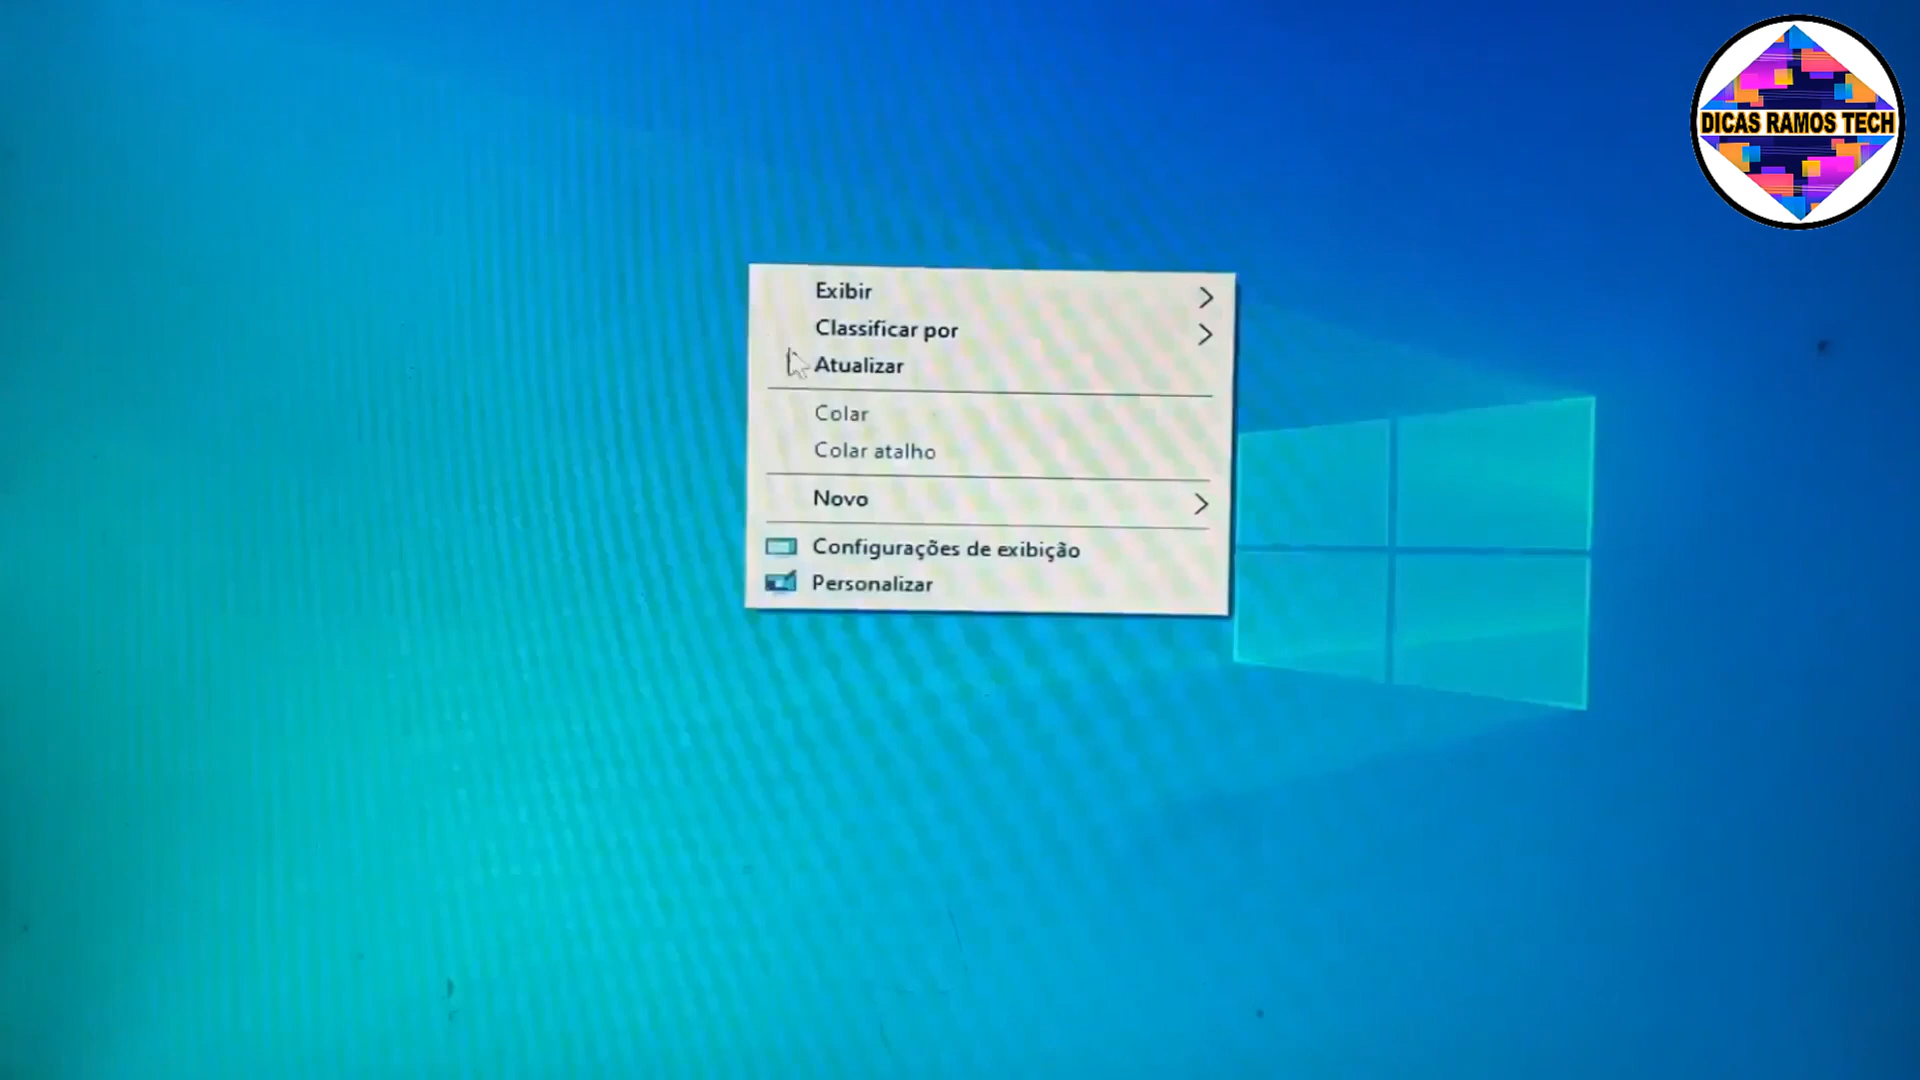 DICAS RAMOS TECH
Exibir
Classificar por
Atualizar
Colar
Colar atalho
Novo
Configurações de exibição
Personalizar